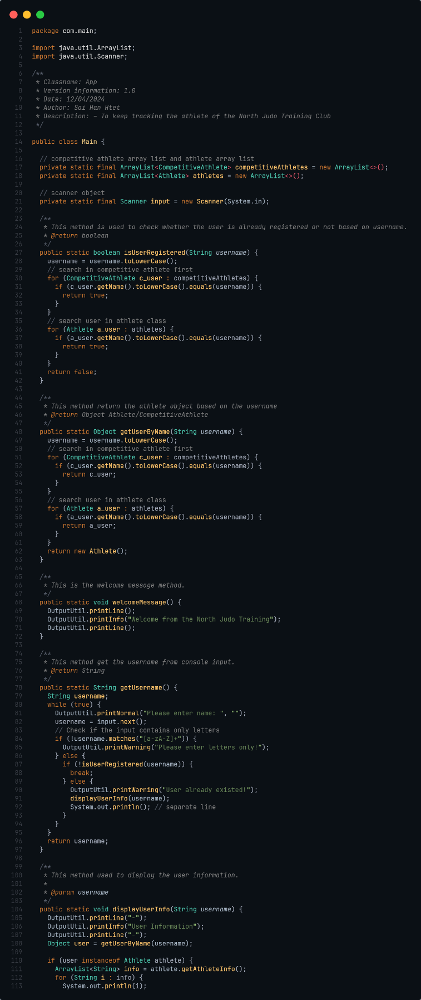 1 package com.main;
2
3 import java.util.ArrayList;
4 import java.util.Scanner;
5
6 /**
7  * Classname: App
8  * Version information: 1.0
9  * Date: 12/04/2024
10  * Author: Sai Han Htet
11  * Description: - To keep tracking the athlete of the North Judo Training Club
12  */
13
14 public class Main {
15
16   // competitive athlete array list and athlete array list
17   private static final ArrayList<CompetitiveAthlete> competitiveAthletes = new ArrayList<>();
18   private static final ArrayList<Athlete> athletes = new ArrayList<>();
19
20   // scanner object
21   private static final Scanner input = new Scanner(System.in);
22
23   /**
24    * This method is used to check whether the user is already registered or not based on username.
25    * @return boolean
26    */
27   public static boolean isUserRegistered(String username) {
28     username = username.toLowerCase();
29     // search in competitive athlete first
30     for (CompetitiveAthlete c_user : competitiveAthletes) {
31       if (c_user.getName().toLowerCase().equals(username)) {
32         return true;
33       }
34     }
35     // search user in athlete class
36     for (Athlete a_user : athletes) {
37       if (a_user.getName().toLowerCase().equals(username)) {
38         return true;
39       }
40     }
41     return false;
42   }
43
44   /**
45    * This method return the athlete object based on the username
46    * @return Object Athlete/CompetitiveAthlete
47    */
48   public static Object getUserByName(String username) {
49     username = username.toLowerCase();
50     // search in competitive athlete first
51     for (CompetitiveAthlete c_user : competitiveAthletes) {
52       if (c_user.getName().toLowerCase().equals(username)) {
53         return c_user;
54       }
55     }
56     // search user in athlete class
57     for (Athlete a_user : athletes) {
58       if (a_user.getName().toLowerCase().equals(username)) {
59         return a_user;
60       }
61     }
62     return new Athlete();
63   }
64
65   /**
66    * This is the welcome message method.
67    */
68   public static void welcomeMessage() {
69     OutputUtil.printLine();
70     OutputUtil.printInfo("Welcome from the North Judo Training");
71     OutputUtil.printLine();
72   }
73
74   /**
75    * This method get the username from console input.
76    * @return String
77    */
78   public static String getUsername() {
79     String username;
80     while (true) {
81       OutputUtil.printNormal("Please enter name: ", "");
82       username = input.next();
83       // Check if the input contains only letters
84       if (!username.matches("[a-zA-Z]+")) {
85         OutputUtil.printWarning("Please enter letters only!");
86       } else {
87         if (!isUserRegistered(username)) {
88           break;
89         } else {
90           OutputUtil.printWarning("User already existed!");
91           displayUserInfo(username);
92           System.out.println(); // separate line
93         }
94       }
95     }
96     return username;
97   }
98
99   /**
100    * This method used to display the user information.
101    *
102    * @param username
103    */
104   public static void displayUserInfo(String username) {
105     OutputUtil.printLine("-");
106     OutputUtil.printInfo("User Information");
107     OutputUtil.printLine("-");
108     Object user = getUserByName(username);
109
110     if (user instanceof Athlete athlete) {
111       ArrayList<String> info = athlete.getAthleteInfo();
112       for (String i : info) {
113         System.out.println(i);